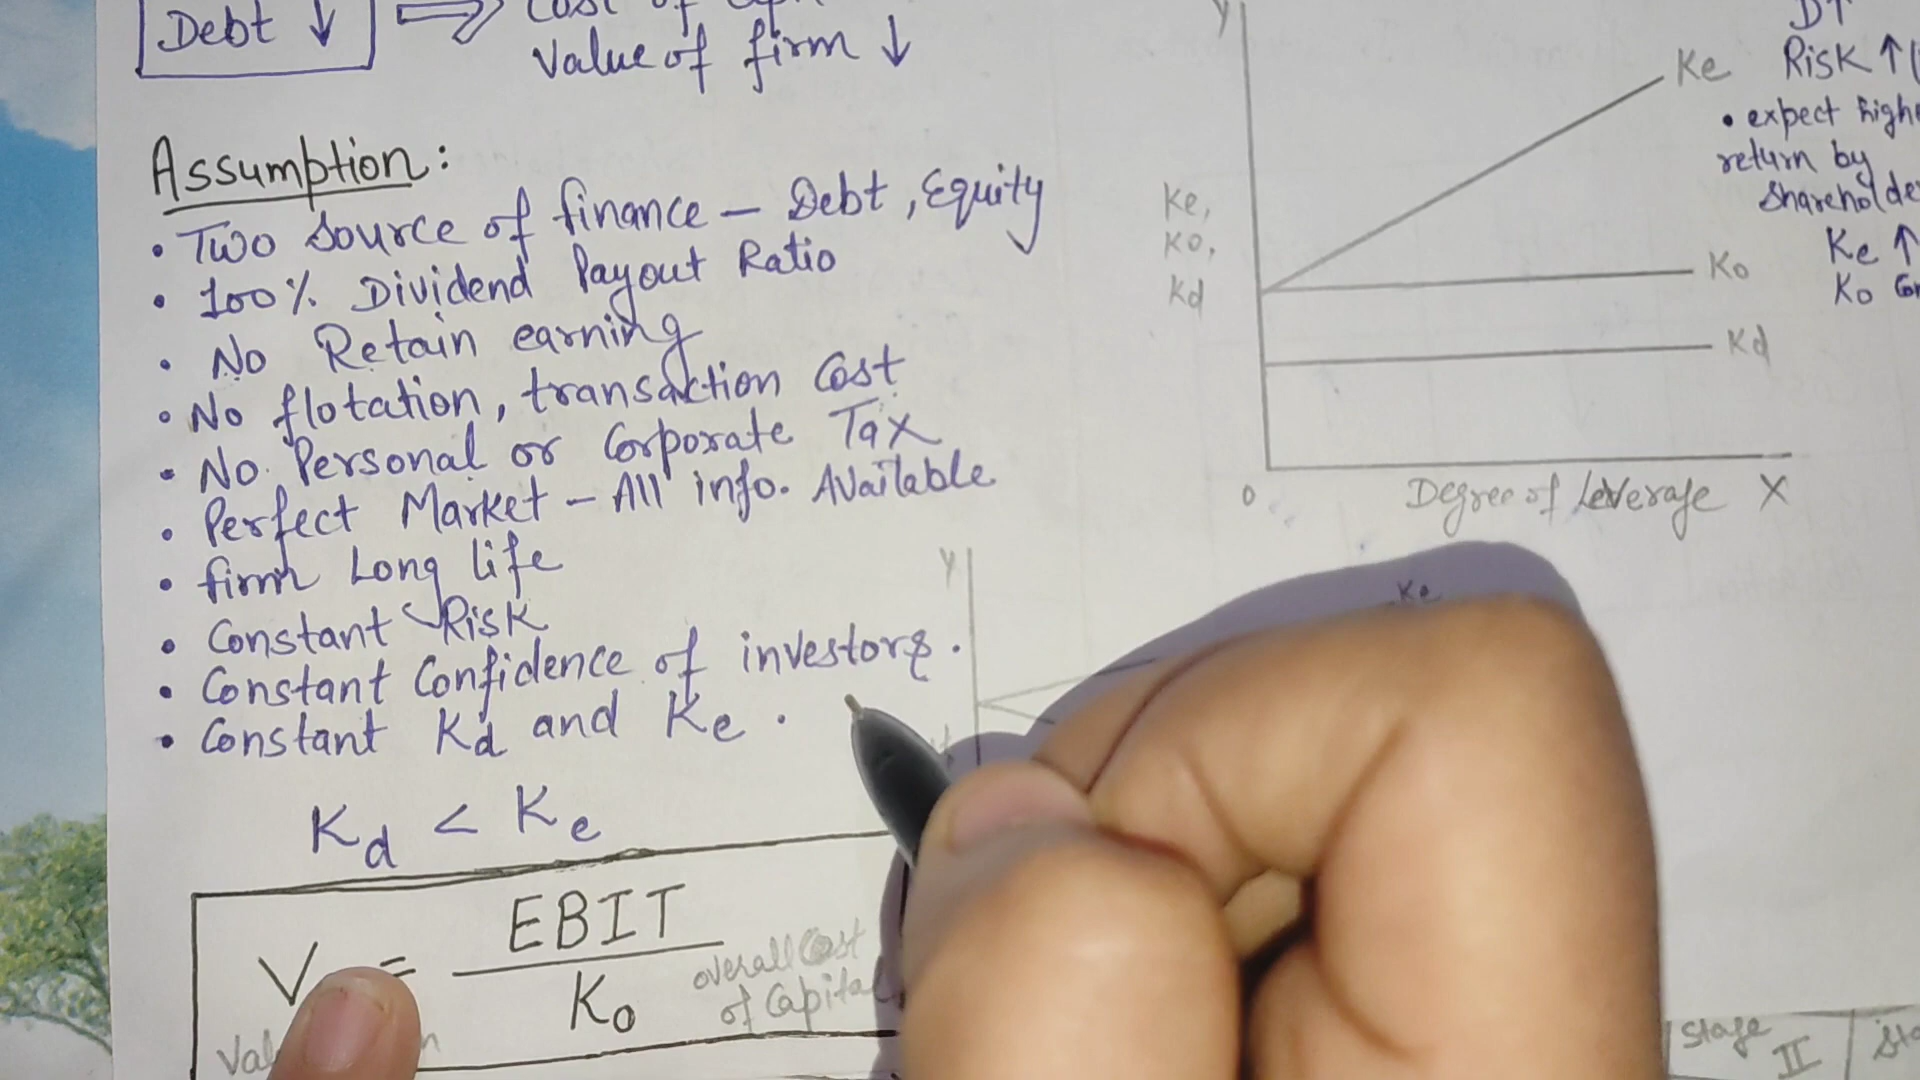 Debt ↓
Value of firm ↓
Assumption:
• Two source of finance – Debt, Equity
• 100% Dividend Payout Ratio
• No Retain earning
• No flotation, transaction Cost
• No Personal or Corporate Tax
• Perfect Market – All info. Available
• firm Long life
• Constant Risk
• Constant Confidence of investors.
• Constant Kd and Ke.
Kd < Ke
V = EBIT / Ko
overall Cost
of Capital
y
Ke
Ke,
Ko,
Kd
Ko
Kd
0 Degree of Leverage X
D↑
Risk ↑
• expect
return by
Ke ↑
Ko
y
Ke
Stage
II